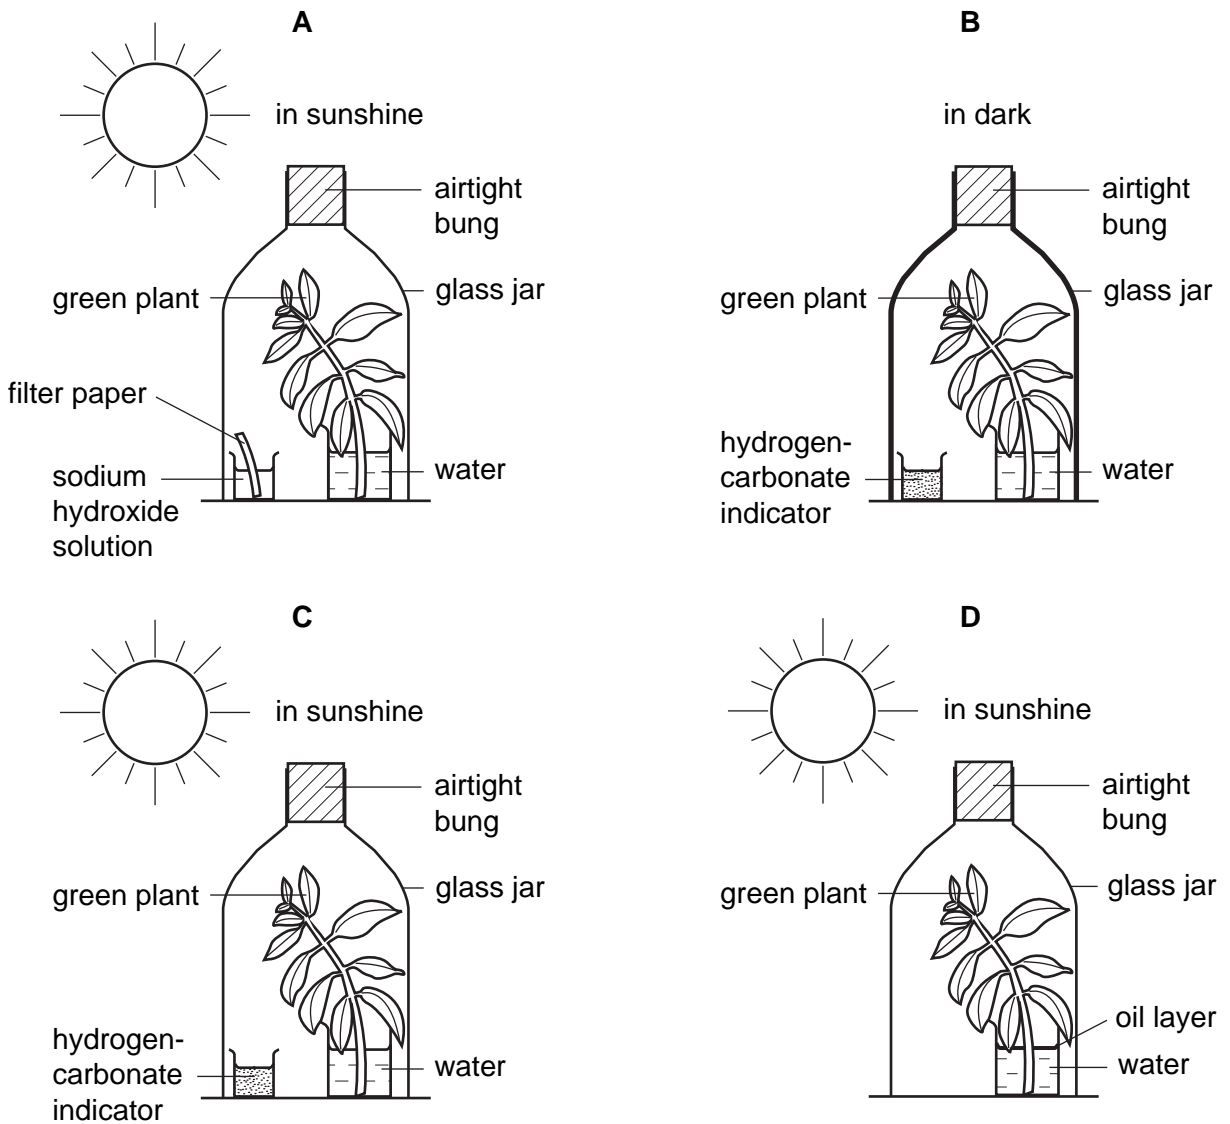 A
in sunshine
airtight
bung
green plant
glass jar
filter paper
sodium
hydroxide
solution
water
B
in dark
airtight
bung
green plant
glass jar
hydrogen-
carbonate
indicator
water
C
in sunshine
airtight
bung
green plant
glass jar
hydrogen-
carbonate
indicator
water
D
in sunshine
airtight
bung
green plant
glass jar
oil layer
water